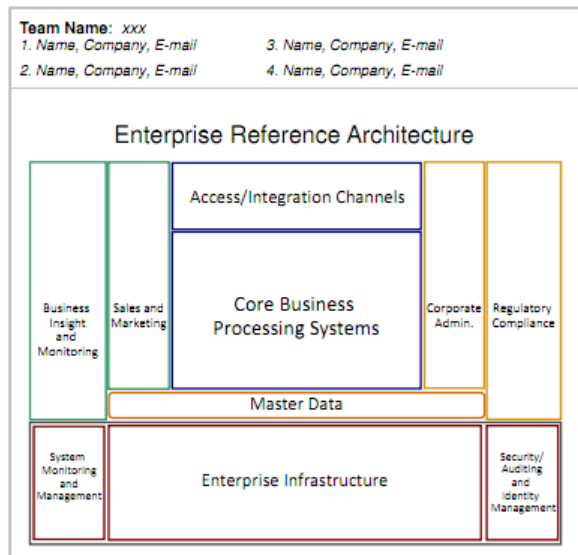 Team Name: xxx
1. Name, Company, E-mail
3. Name, Company, E-mail
2. Name, Company, E-mail
4. Name, Company, E-mail
Enterprise Reference Architecture
Access/Integration Channels
Business
Insight
and
Monitoring
Sales and
Marketing
Core Business
Processing Systems
Corporate
Admin.
Regulatory
Compliance
Master Data
System
Monitoring
and
Management
Enterprise Infrastructure
Security/
Auditing
and
Identity
Management